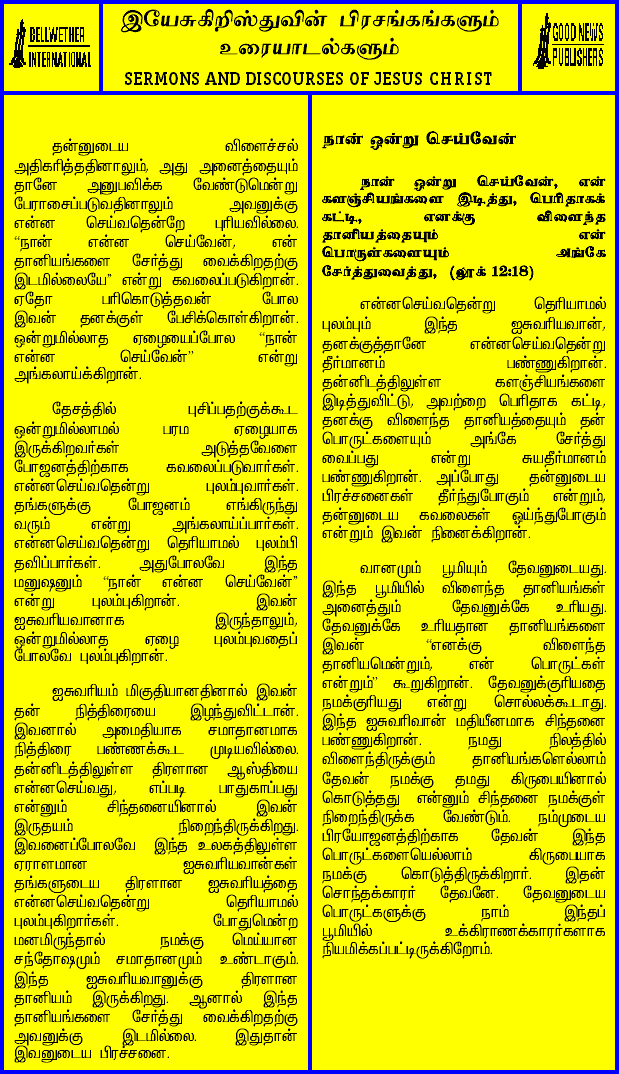 BELLWETHER
INTERNATIONAL
இயேசுகிறிஸ்துவின் பிரசங்கங்களும்
உரையாடல்களும்
SERMONS AND DISCOURSES OF JESUS CHRIST
GOOD NEWS
PUBLISHERS
தன்னுடைய விளைச்சல்
அதிகரித்ததினாலும், அது அனைத்தையும்
தானே அனுபவிக்க வேண்டுமென்று
பேராசைப்படுவதினாலும் அவனுக்கு
என்ன செய்வதென்றே புரியவில்லை.
“நான் என்ன செய்வேன், என்
தானியங்களை சேர்த்து வைக்கிறதற்கு
இடமில்லையே” என்று கவலைப்படுகிறான்.
ஏதோ பரிகொடுத்தவன் போல
இவன் தனக்குள் பேசிக்கொள்கிறான்.
ஒன்றுமில்லாத ஏழையைப்போல “நான்
என்ன செய்வேன்” என்று
அங்கலாய்க்கிறான்.
தேசத்தில் புசிப்பதற்குக்கூட
ஒன்றுமில்லாமல் பரம ஏழையாக
இருக்கிறவர்கள் அடுத்தவேளை
போஜனத்திற்காக கவலைப்படுவார்கள்.
என்னசெய்வதென்று புலம்புவார்கள்.
தங்களுக்கு போஜனம் எங்கிருந்து
வரும் என்று அங்கலாய்ப்பார்கள்.
என்னசெய்வதென்று தெரியாமல் புலம்பி
தவிப்பார்கள். அதுபோலவே இந்த
மனுஷனும் “நான் என்ன செய்வேன்”
என்று புலம்புகிறான். இவன்
ஐசுவரியவானாக இருந்தாலும்,
ஒன்றுமில்லாத ஏழை புலம்புவதைப்
போலவே புலம்புகிறான்.
ஐசுவரியம் மிகுதியானதினால் இவன்
தன் நித்திரையை இழந்துவிட்டான்.
இவனால் அமைதியாக சமாதானமாக
நித்திரை பண்ணக்கூட முடியவில்லை.
தன்னிடத்திலுள்ள திரளான ஆஸ்தியை
என்னசெய்வது, எப்படி பாதுகாப்பது
என்னும் சிந்தனையினால் இவன்
இருதயம் நிறைந்திருக்கிறது.
இவனைப்போலவே இந்த உலகத்திலுள்ள
ஏராளமான ஐசுவரியவான்கள்
தங்களுடைய திரளான ஐசுவரியத்தை
என்னசெய்வதென்று தெரியாமல்
புலம்புகிறார்கள். போதுமென்ற
மனமிருந்தால் நமக்கு மெய்யான
சந்தோஷமும் சமாதானமும் உண்டாகும்.
இந்த ஐசுவரியவானுக்கு திரளான
தானியம் இருக்கிறது. ஆனால் இந்த
தானியங்களை சேர்த்து வைக்கிறதற்கு
அவனுக்கு இடமில்லை. இதுதான்
இவனுடைய பிரச்சனை.
நான் ஒன்று செய்வேன்
நான் ஒன்று செய்வேன், என்
களஞ்சியங்களை இடித்து, பெரிதாகக்
கட்டி, எனக்கு விளைந்த
தானியத்தையும் என்
பொருள்களையும் அங்கே
சேர்த்துவைத்து, (லூக் 12:18)
என்னசெய்வதென்று தெரியாமல்
புலம்பும் இந்த ஐசுவரியவான்,
தனக்குத்தானே என்னசெய்வதென்று
தீர்மானம் பண்ணுகிறான்.
தன்னிடத்திலுள்ள களஞ்சியங்களை
இடித்துவிட்டு, அவற்றை பெரிதாக கட்டி,
தனக்கு விளைந்த தானியத்தையும் தன்
பொருட்களையும் அங்கே சேர்த்து
வைப்பது என்று சுயதீர்மானம்
பண்ணுகிறான். அப்போது தன்னுடைய
பிரச்சனைகள் தீர்ந்துபோகும் என்றும்,
தன்னுடைய கவலைகள் ஓய்ந்துபோகும்
என்றும் இவன் நினைக்கிறான்.
வானமும் பூமியும் தேவனுடையது.
இந்த பூமியில் விளைந்த தானியங்கள்
அனைத்தும் தேவனுக்கே உரியது.
தேவனுக்கே உரியதான தானியங்களை
இவன் “எனக்கு விளைந்த
தானியமென்றும், என் பொருட்கள்
என்றும்” கூறுகிறான். தேவனுக்குரியதை
நமக்குரியது என்று சொல்லக்கூடாது.
இந்த ஐசுவரிவான் மதியீனமாக சிந்தனை
பண்ணுகிறான். நமது நிலத்தில்
விளைந்திருக்கும் தானியங்களெல்லாம்
தேவன் நமக்கு தமது கிருபையினால்
கொடுத்தது என்னும் சிந்தனை நமக்குள்
நிறைந்திருக்க வேண்டும். நம்முடைய
பிரயோஜனத்திற்காக தேவன் இந்த
பொருட்களையெல்லாம் கிருபையாக
நமக்கு கொடுத்திருக்கிறார். இதன்
சொந்தக்காரர் தேவனே. தேவனுடைய
பொருட்களுக்கு நாம் இந்தப்
பூமியில் உக்கிராணக்காரர்களாக
நியமிக்கப்பட்டிருக்கிறோம்.